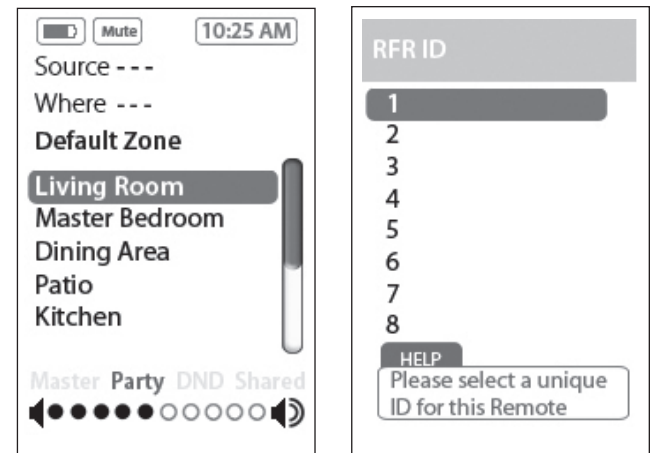 Mute 10:25 AM
Source - - -
Where - - -
Default Zone
Living Room
Master Bedroom
Dining Area
Patio
Kitchen
Master Party DND Shared
RFR ID
1
2
3
4
5
6
7
8
HELP
Please select a unique
ID for this Remote